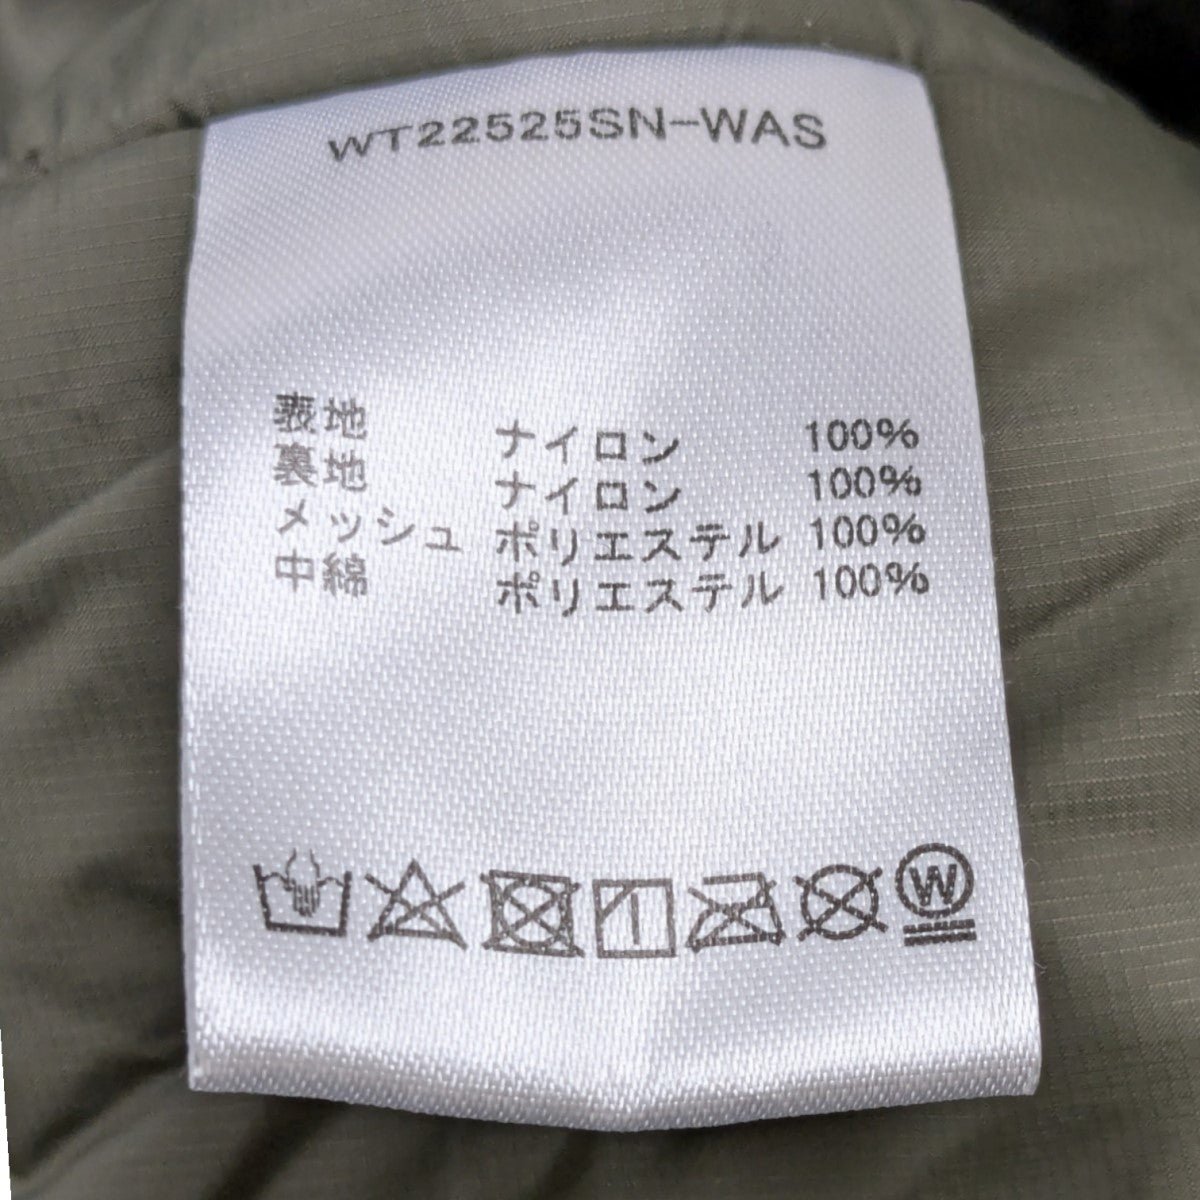 WT22525SN-WAS
表地 ナイロン 100%
裏地 ナイロン 100%
メッシュ ポリエステル 100%
中綿 ポリエステル 100%
W